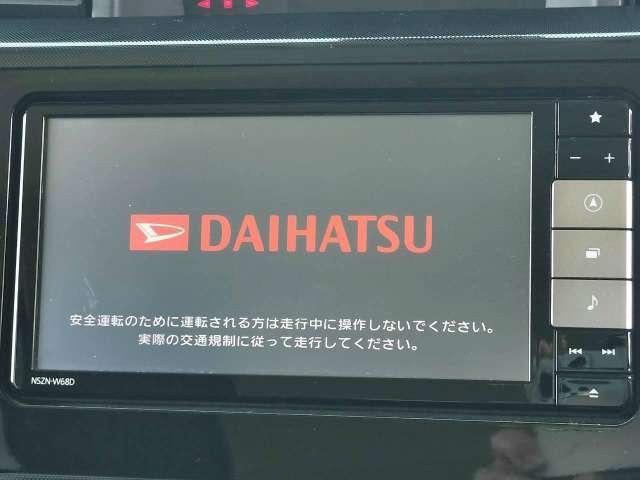 DAIHATSU
安全運転のために運転される方は走行中に操作しないでください。
実際の交通規制に従って走行してください。
NSZN-W68D